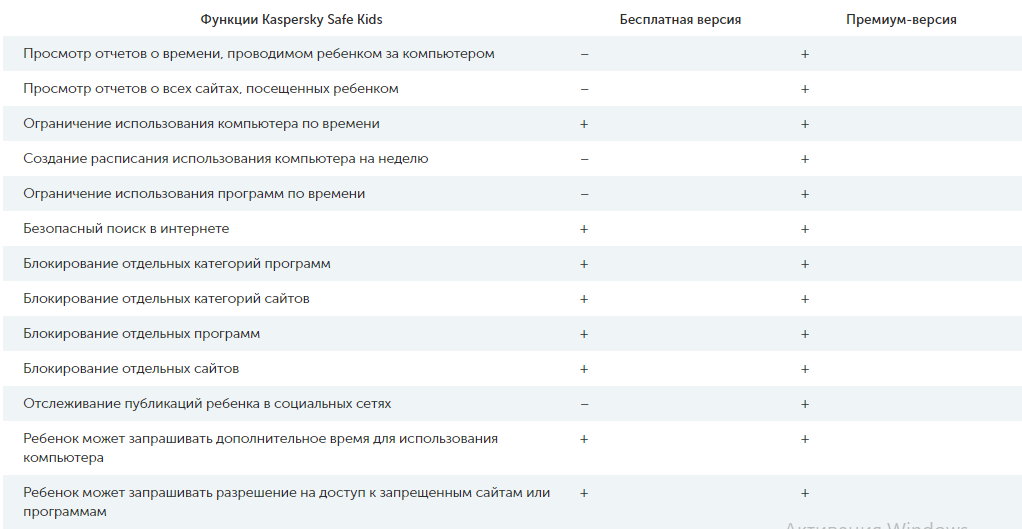 Функции Kaspersky Safe Kids Бесплатная версия Премиум-версия
Просмотр отчетов о времени, проводимом ребенком за компьютером – +
Просмотр отчетов о всех сайтах, посещенных ребенком – +
Ограничение использования компьютера по времени + +
Создание расписания использования компьютера на неделю – +
Ограничение использования программ по времени – +
Безопасный поиск в интернете + +
Блокирование отдельных категорий программ + +
Блокирование отдельных категорий сайтов + +
Блокирование отдельных программ + +
Блокирование отдельных сайтов + +
Отслеживание публикаций ребенка в социальных сетях – +
Ребенок может запрашивать дополнительное время для использования + +
компьютера
Ребенок может запрашивать разрешение на доступ к запрещенным сайтам или + +
программам
Активация Windows